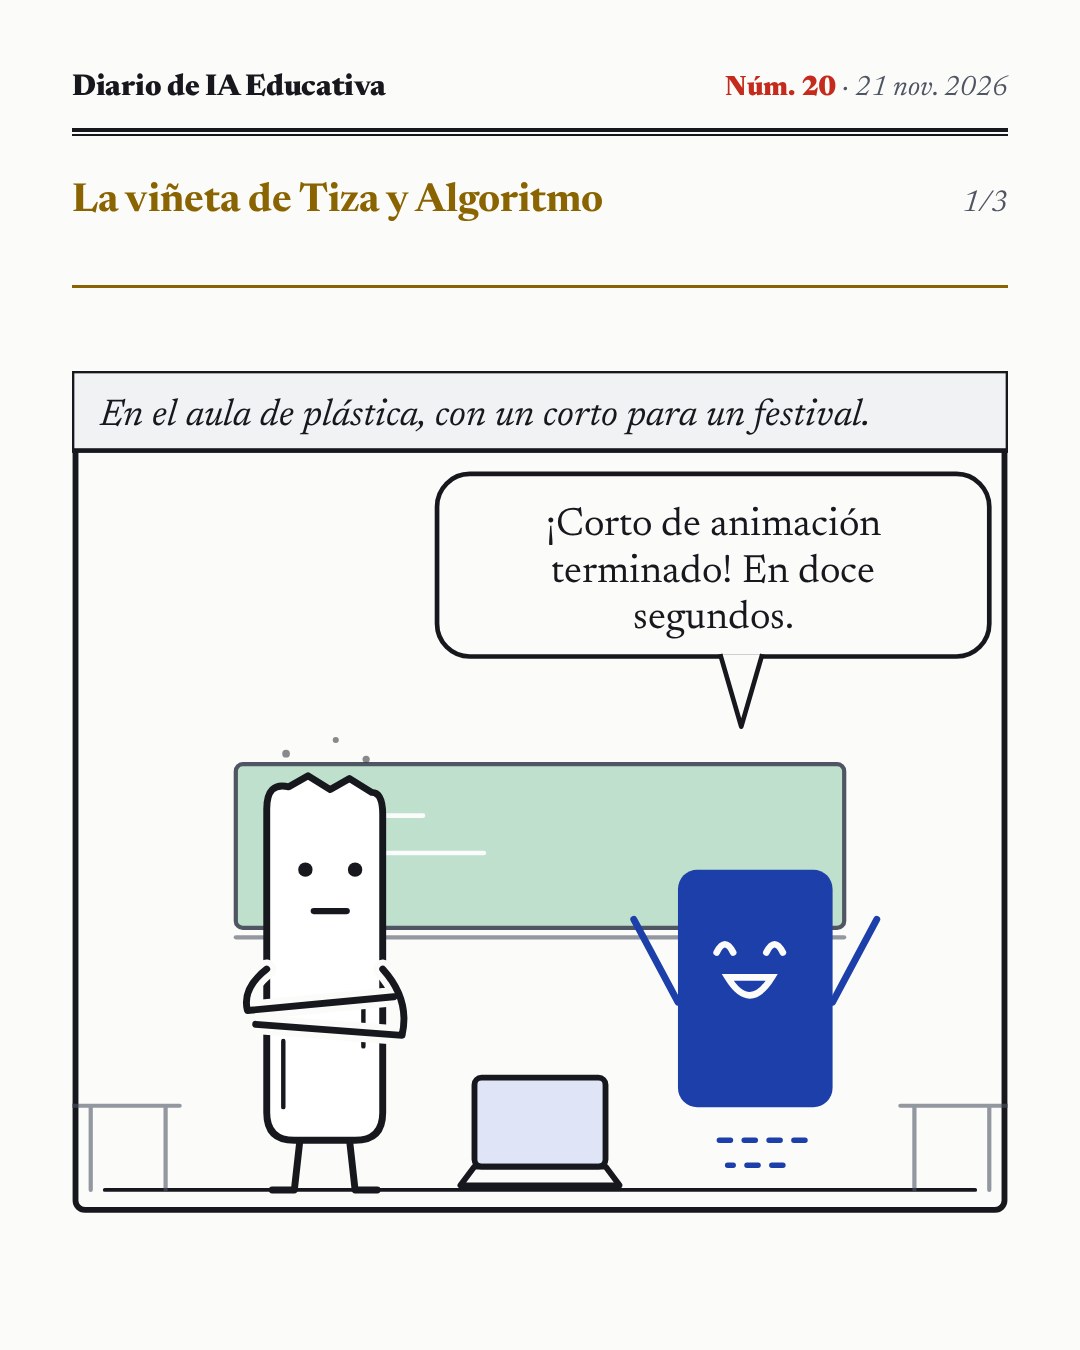 Diario de IA Educativa
Núm. 20 · 21 nov. 2026
La viñeta de Tiza y Algoritmo
1/3
En el aula de plástica, con un corto para un festival.
¡Corto de animación
terminado! En doce
segundos.